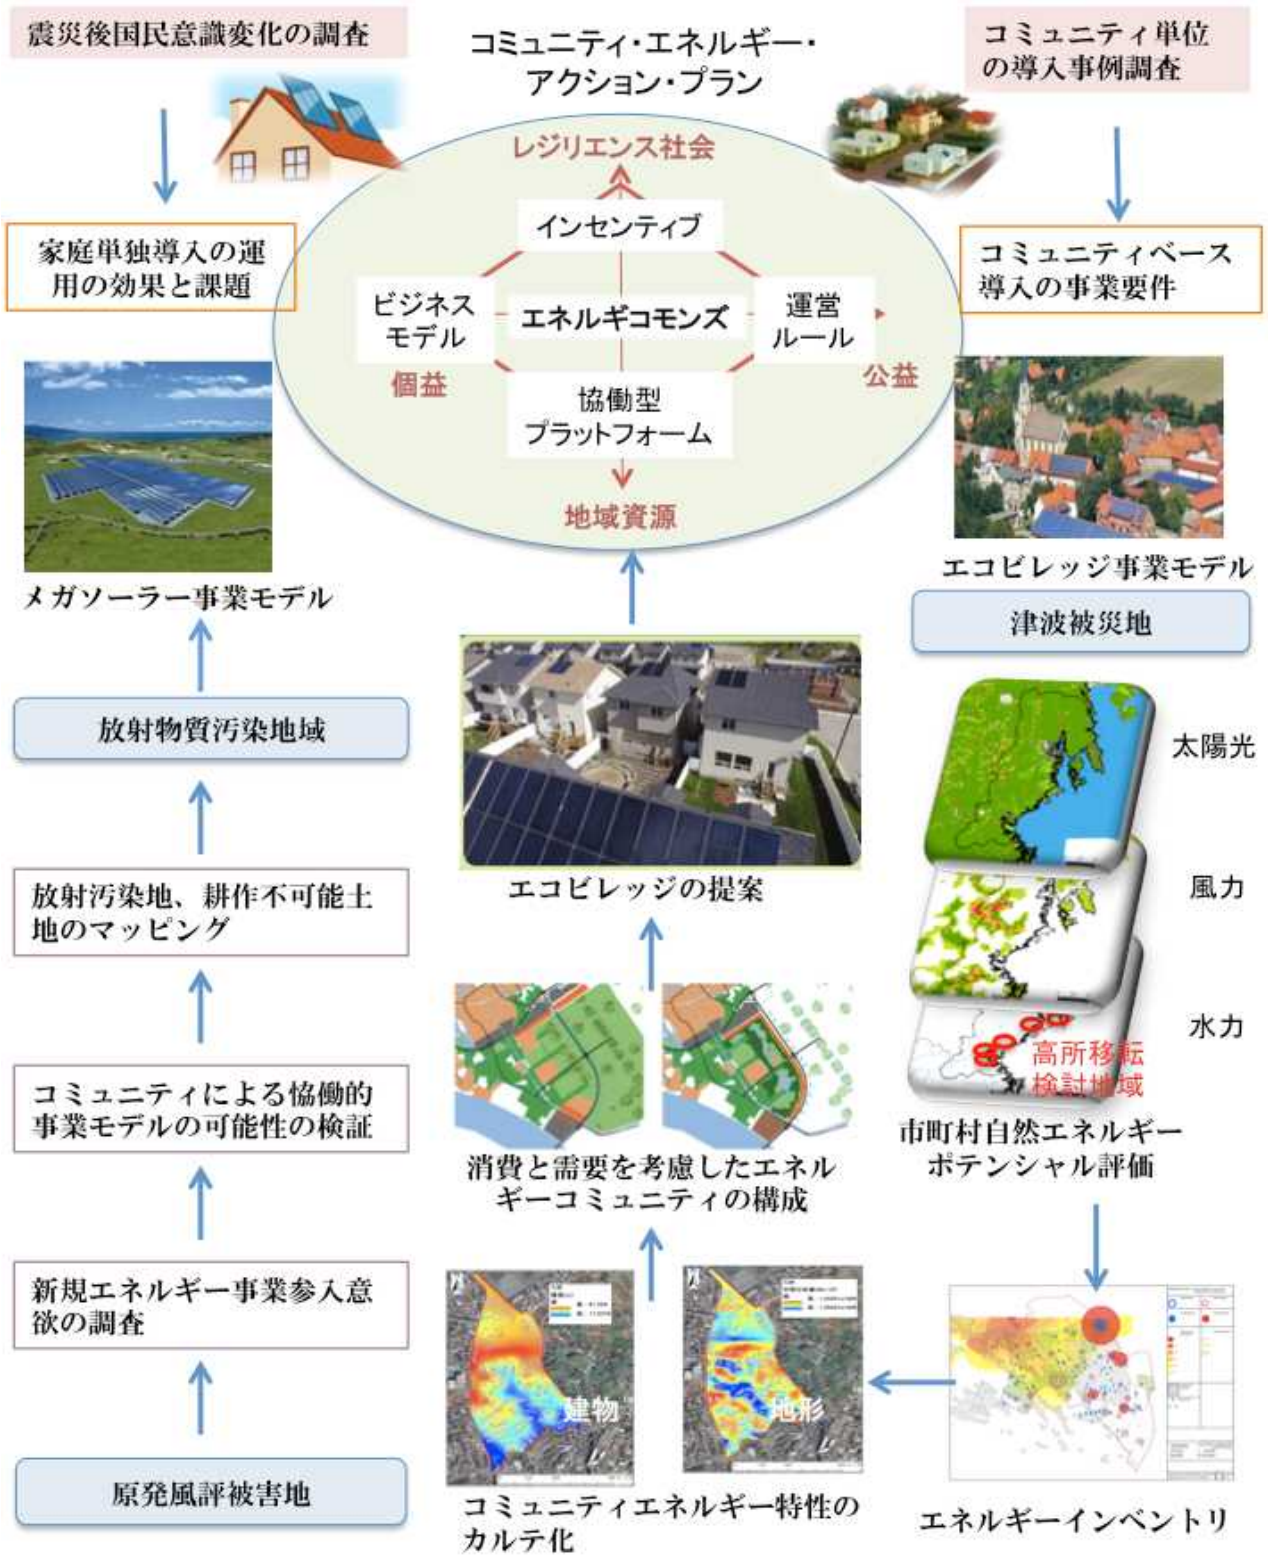 震災後国民意識変化の調査
コミュニティ・エネルギー・
アクション・プラン
コミュニティ単位
の導入事例調査
レジリエンス社会
インセンティブ
家庭単独導入の運
用の効果と課題
コミュニティベース
導入の事業要件
ビジネス
モデル
エネルギコモンズ
運営
ルール
個益
公益
協働型
プラットフォーム
地域資源
メガソーラー事業モデル
エコビレッジ事業モデル
津波被災地
放射物質汚染地域
太陽光
エコビレッジの提案
風力
放射汚染地、耕作不可能土
地のマッピング
水力
高所移転
検討地域
コミュニティによる恊働的
事業モデルの可能性の検証
市町村自然エネルギー
ポテンシャル評価
消費と需要を考慮したエネル
ギーコミュニティの構成
新規エネルギー事業参入意
欲の調査
建物
地形
原発風評被害地
コミュニティエネルギー特性の
カルテ化
エネルギーインベントリ